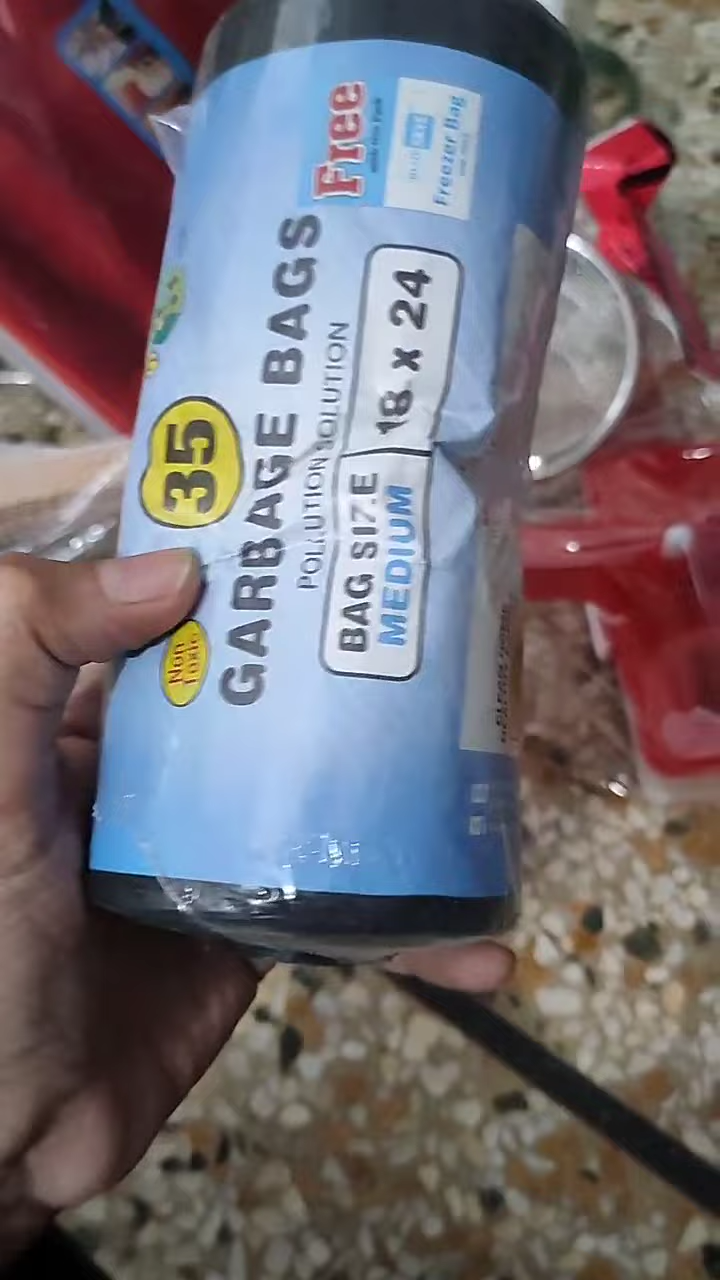 Free
Freezer Bag
35
GARBAGE BAGS
POLLUTION SOLUTION
BAG SIZE
MEDIUM
18 x 24
Non
Toxic